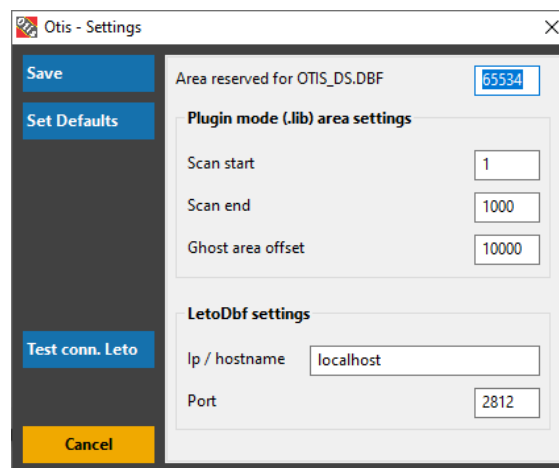 Otis - Settings
Save
Set Defaults
Test conn. Leto
Cancel
Area reserved for OTIS_DS.DBF 65534
Plugin mode (.lib) area settings
Scan start 1
Scan end 1000
Ghost area offset 10000
LetoDbf settings
Ip / hostname localhost
Port 2812